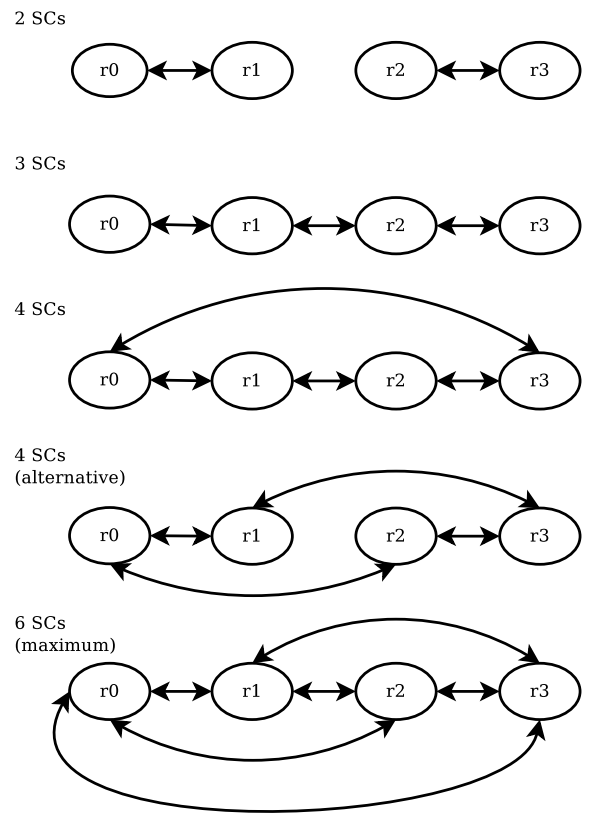 2 SCs
r0 r1 r2 r3
3 SCs
r0 r1 r2 r3
4 SCs
r0 r1 r2 r3
4 SCs
(alternative)
r0 r1 r2 r3
6 SCs
(maximum)
r0 r1 r2 r3